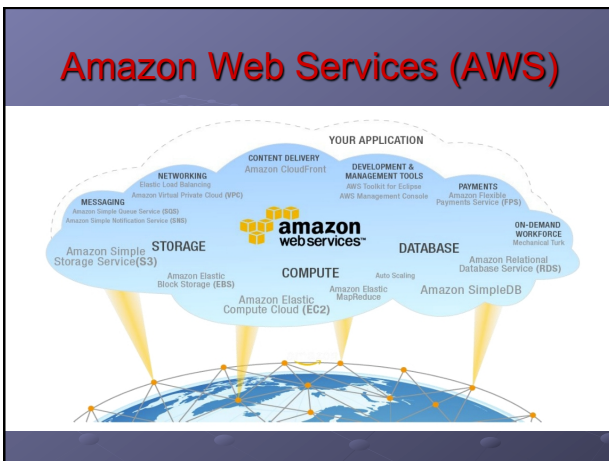 Amazon Web Services (AWS)
YOUR APPLICATION
CONTENT DELIVERY
Amazon CloudFront
NETWORKING
Elastic Load Balancing
Amazon Virtual Private Cloud (VPC)
DEVELOPMENT &
MANAGEMENT TOOLS
AWS Toolkit for Eclipse
AWS Management Console
MESSAGING
Amazon Simple Queue Service (SQS)
Amazon Simple Notification Service (SNS)
PAYMENTS
Amazon Flexible
Payments Service (FPS)
ON-DEMAND
WORKFORCE
Mechanical Turk
amazon
webservices™
STORAGE
Amazon Simple
Storage Service(S3)
Amazon Elastic
Block Storage (EBS)
COMPUTE
Amazon Elastic
Compute Cloud (EC2)
Auto Scaling
Amazon Elastic
MapReduce
DATABASE
Amazon Relational
Database Service (RDS)
Amazon SimpleDB